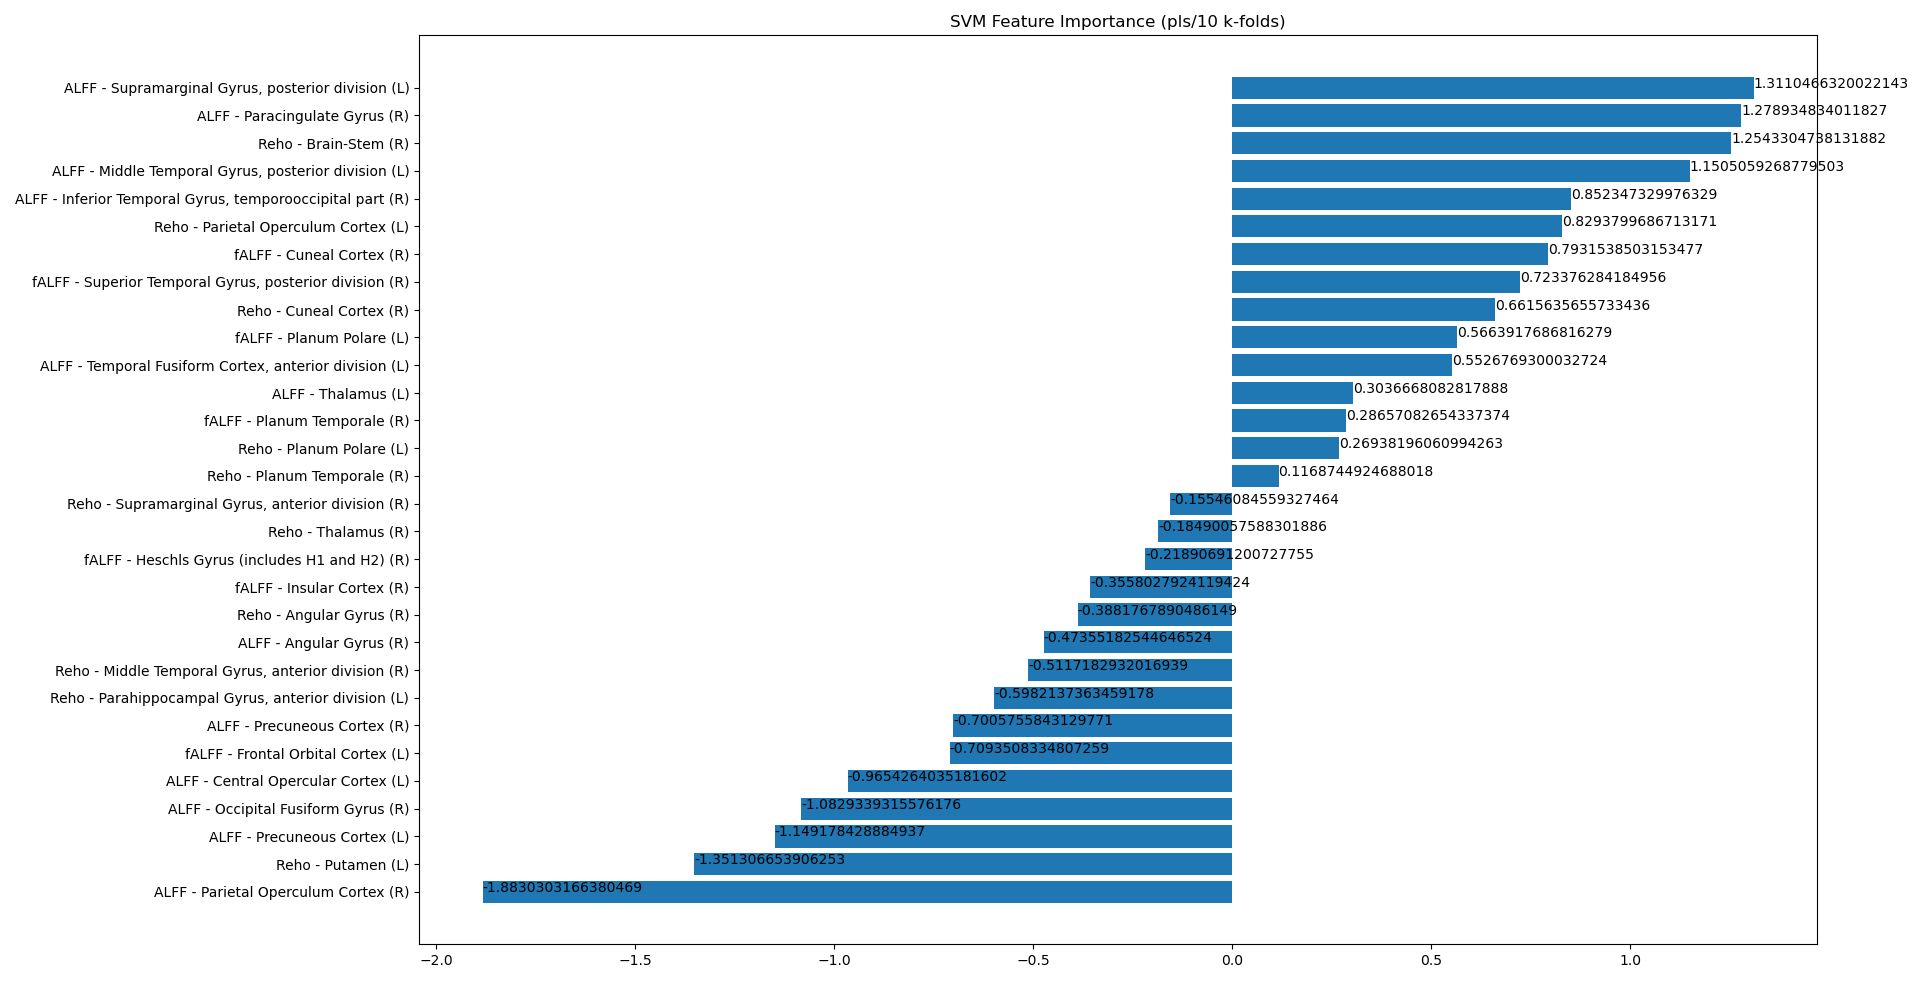 SVM Feature Importance (pls/10 k-folds)
ALFF - Supramarginal Gyrus, posterior division (L) 1.3110466320022143
ALFF - Paracingulate Gyrus (R) 1.278934834011827
Reho - Brain-Stem (R) 1.2543304738131882
ALFF - Middle Temporal Gyrus, posterior division (L) 1.1505059268779503
ALFF - Inferior Temporal Gyrus, temporooccipital part (R) 0.852347329976329
Reho - Parietal Operculum Cortex (L) 0.8293799686713171
fALFF - Cuneal Cortex (R) 0.7931538503153477
fALFF - Superior Temporal Gyrus, posterior division (R) 0.723376284184956
Reho - Cuneal Cortex (R) 0.6615635655733436
fALFF - Planum Polare (L) 0.5663917686816279
ALFF - Temporal Fusiform Cortex, anterior division (L) 0.5526769300032724
ALFF - Thalamus (L) 0.3036668082817888
fALFF - Planum Temporale (R) 0.28657082654337374
Reho - Planum Polare (L) 0.26938196060994263
Reho - Planum Temporale (R) 0.1168744924688018
Reho - Supramarginal Gyrus, anterior division (R) -0.15546084559327464
Reho - Thalamus (R) -0.18490057588301886
fALFF - Heschls Gyrus (includes H1 and H2) (R) -0.21890691200727755
fALFF - Insular Cortex (R) -0.3558027924119424
Reho - Angular Gyrus (R) -0.3881767890486149
ALFF - Angular Gyrus (R) -0.47355182544646524
Reho - Middle Temporal Gyrus, anterior division (R) -0.5117182932016939
Reho - Parahippocampal Gyrus, anterior division (L) -0.5982137363459178
ALFF - Precuneous Cortex (R) -0.7005755843129771
fALFF - Frontal Orbital Cortex (L) -0.7093508334807259
ALFF - Central Opercular Cortex (L) -0.9654264035181602
ALFF - Occipital Fusiform Gyrus (R) -1.0829339315576176
ALFF - Precuneous Cortex (L) -1.149178428884937
Reho - Putamen (L) -1.351306653906253
ALFF - Parietal Operculum Cortex (R) -1.8830303166380469
−2.0 −1.5 −1.0 −0.5 0.0 0.5 1.0